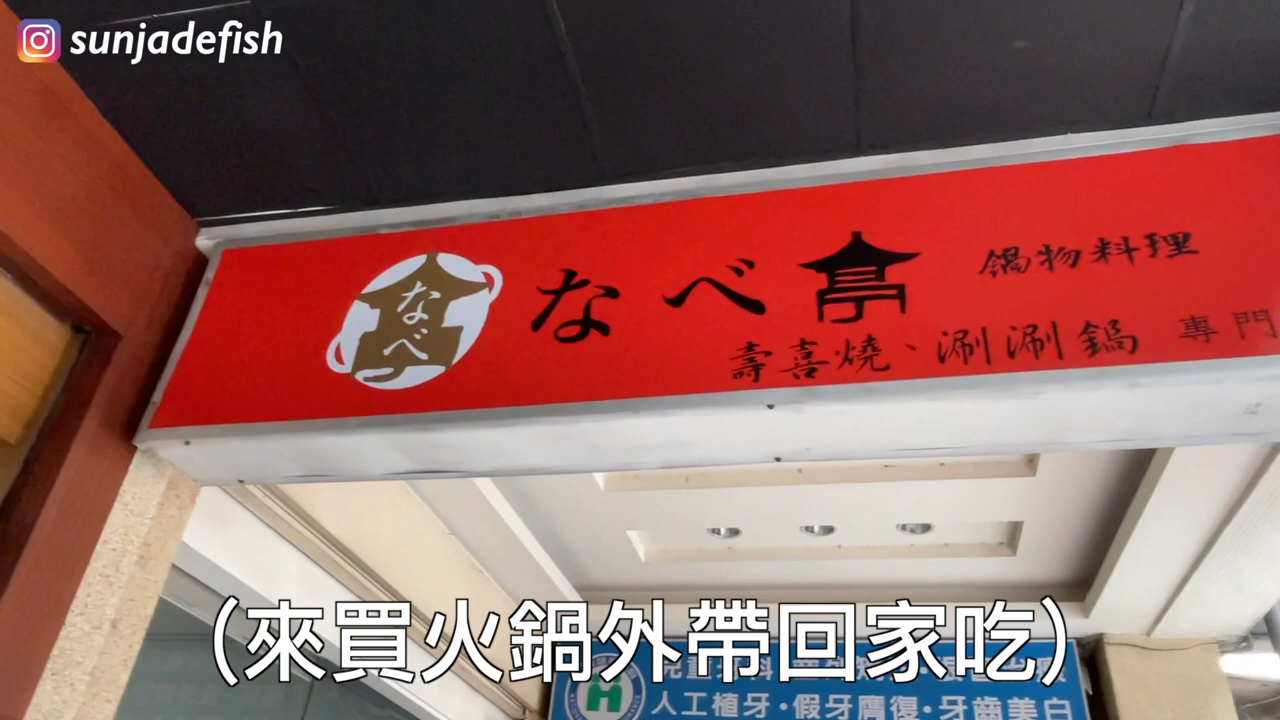 sunjadefish
なべ
なべ亭
鍋物料理
壽喜燒、涮涮鍋 專門
(來買火鍋外帶回家吃)
人工植牙·假牙贗復·牙齒美白